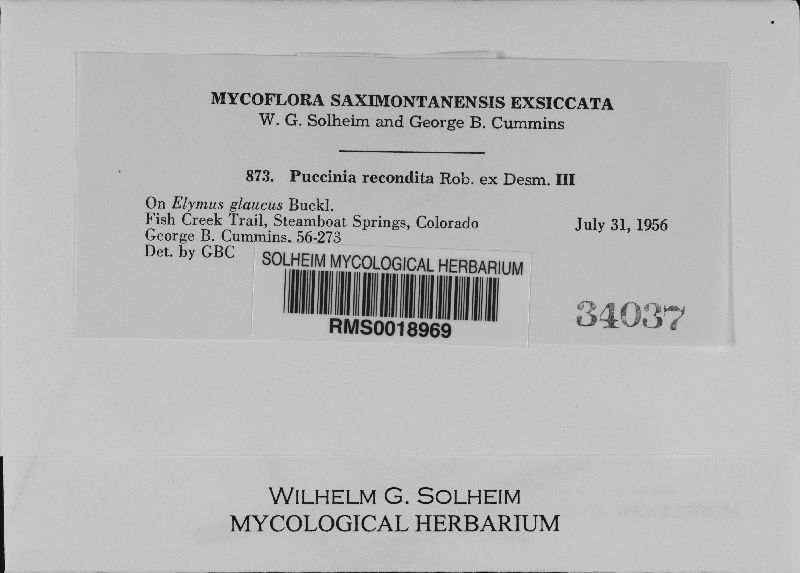 MYCOFLORA SAXIMONTANENSIS EXSICCATA
W. G. Solheim and George B. Cummins
873. Puccinia recondita Rob. ex Desm. III
On Elymus glaucus Buckl.
Fish Creek Trail, Steamboat Springs, Colorado July 31, 1956
George B. Cummins. 56-273
Det. by GBC
SOLHEIM MYCOLOGICAL HERBARIUM
RMS0018969
34037
WILHELM G. SOLHEIM
MYCOLOGICAL HERBARIUM